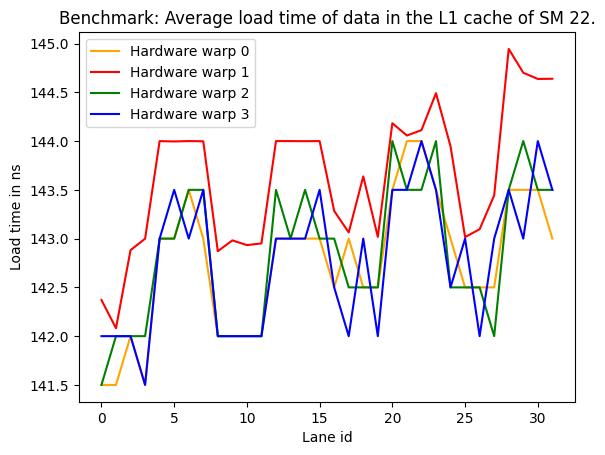 Benchmark: Average load time of data in the L1 cache of SM 22.
Hardware warp 0
Hardware warp 1
Hardware warp 2
Hardware warp 3
Load time in ns
145.0
144.5
144.0
143.5
143.0
142.5
142.0
141.5
0 5 10 15 20 25 30
Lane id